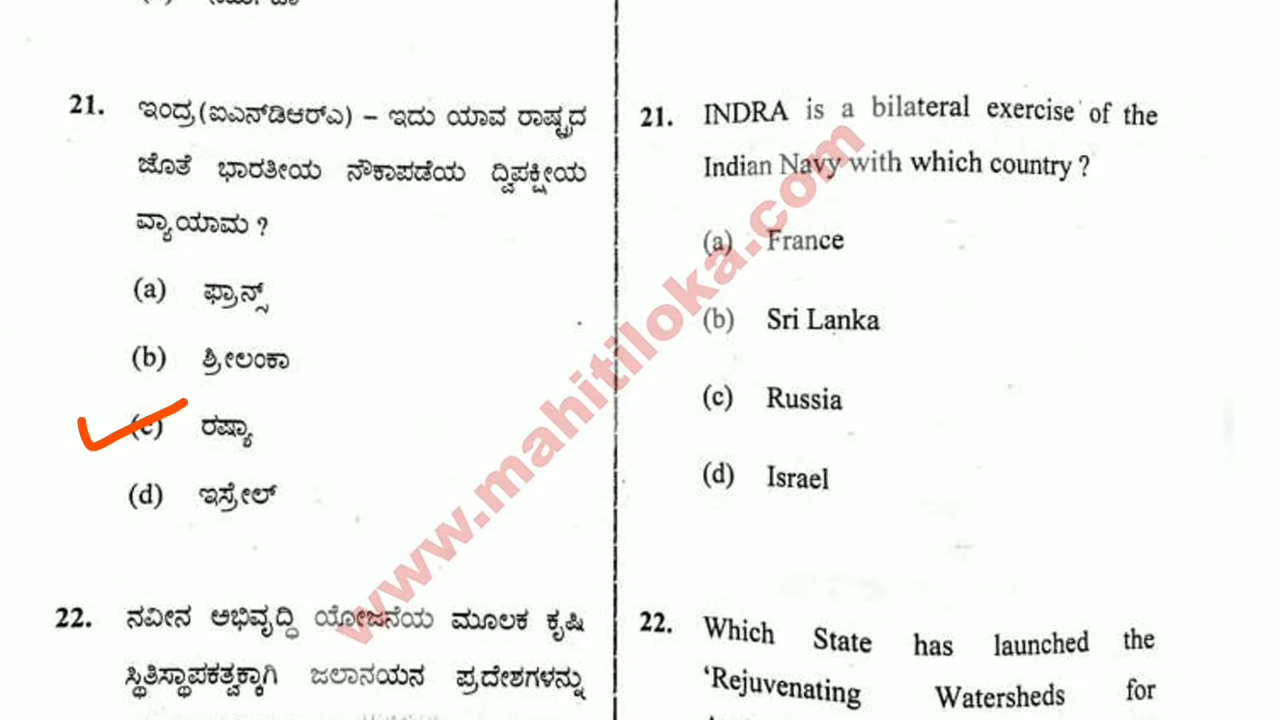 21. ಇಂದ್ರ (ಐಎನ್‌ಡಿಆರ್‌ಎ) – ಇದು ಯಾವ ರಾಷ್ಟ್ರದ
ಜೊತೆ ಭಾರತೀಯ ನೌಕಾಪಡೆಯ ದ್ವಿಪಕ್ಷೀಯ
ವ್ಯಾಯಾಮ ?
(a) ಫ್ರಾನ್ಸ್
(b) ಶ್ರೀಲಂಕಾ
(c) ರಷ್ಯಾ
(d) ಇಸ್ರೇಲ್
22. ನವೀನ ಅಭಿವೃದ್ಧಿ ಯೋಜನೆಯ ಮೂಲಕ ಕೃಷಿ
ಸ್ಥಿತಿಸ್ಥಾಪಕತ್ವಕ್ಕಾಗಿ ಜಲಾನಯನ ಪ್ರದೇಶಗಳನ್ನು
21. INDRA is a bilateral exercise of the
Indian Navy with which country ?
(a) France
(b) Sri Lanka
(c) Russia
(d) Israel
22. Which State has launched the
‘Rejuvenating Watersheds for
www.mahitiloka.com